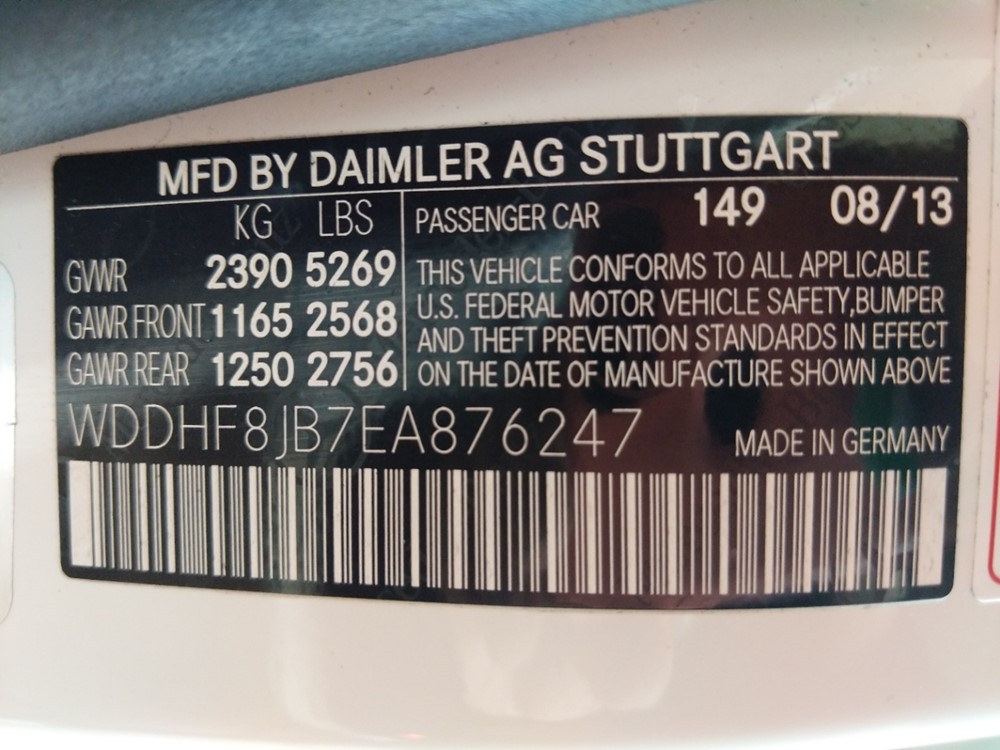 MFD BY DAIMLER AG STUTTGART
KG LBS
GVWR 2390 5269
GAWR FRONT 1165 2568
GAWR REAR 1250 2756
PASSENGER CAR 149 08/13
THIS VEHICLE CONFORMS TO ALL APPLICABLE
U.S. FEDERAL MOTOR VEHICLE SAFETY,BUMPER
AND THEFT PREVENTION STANDARDS IN EFFECT
ON THE DATE OF MANUFACTURE SHOWN ABOVE
WDDHF8JB7EA876247
MADE IN GERMANY